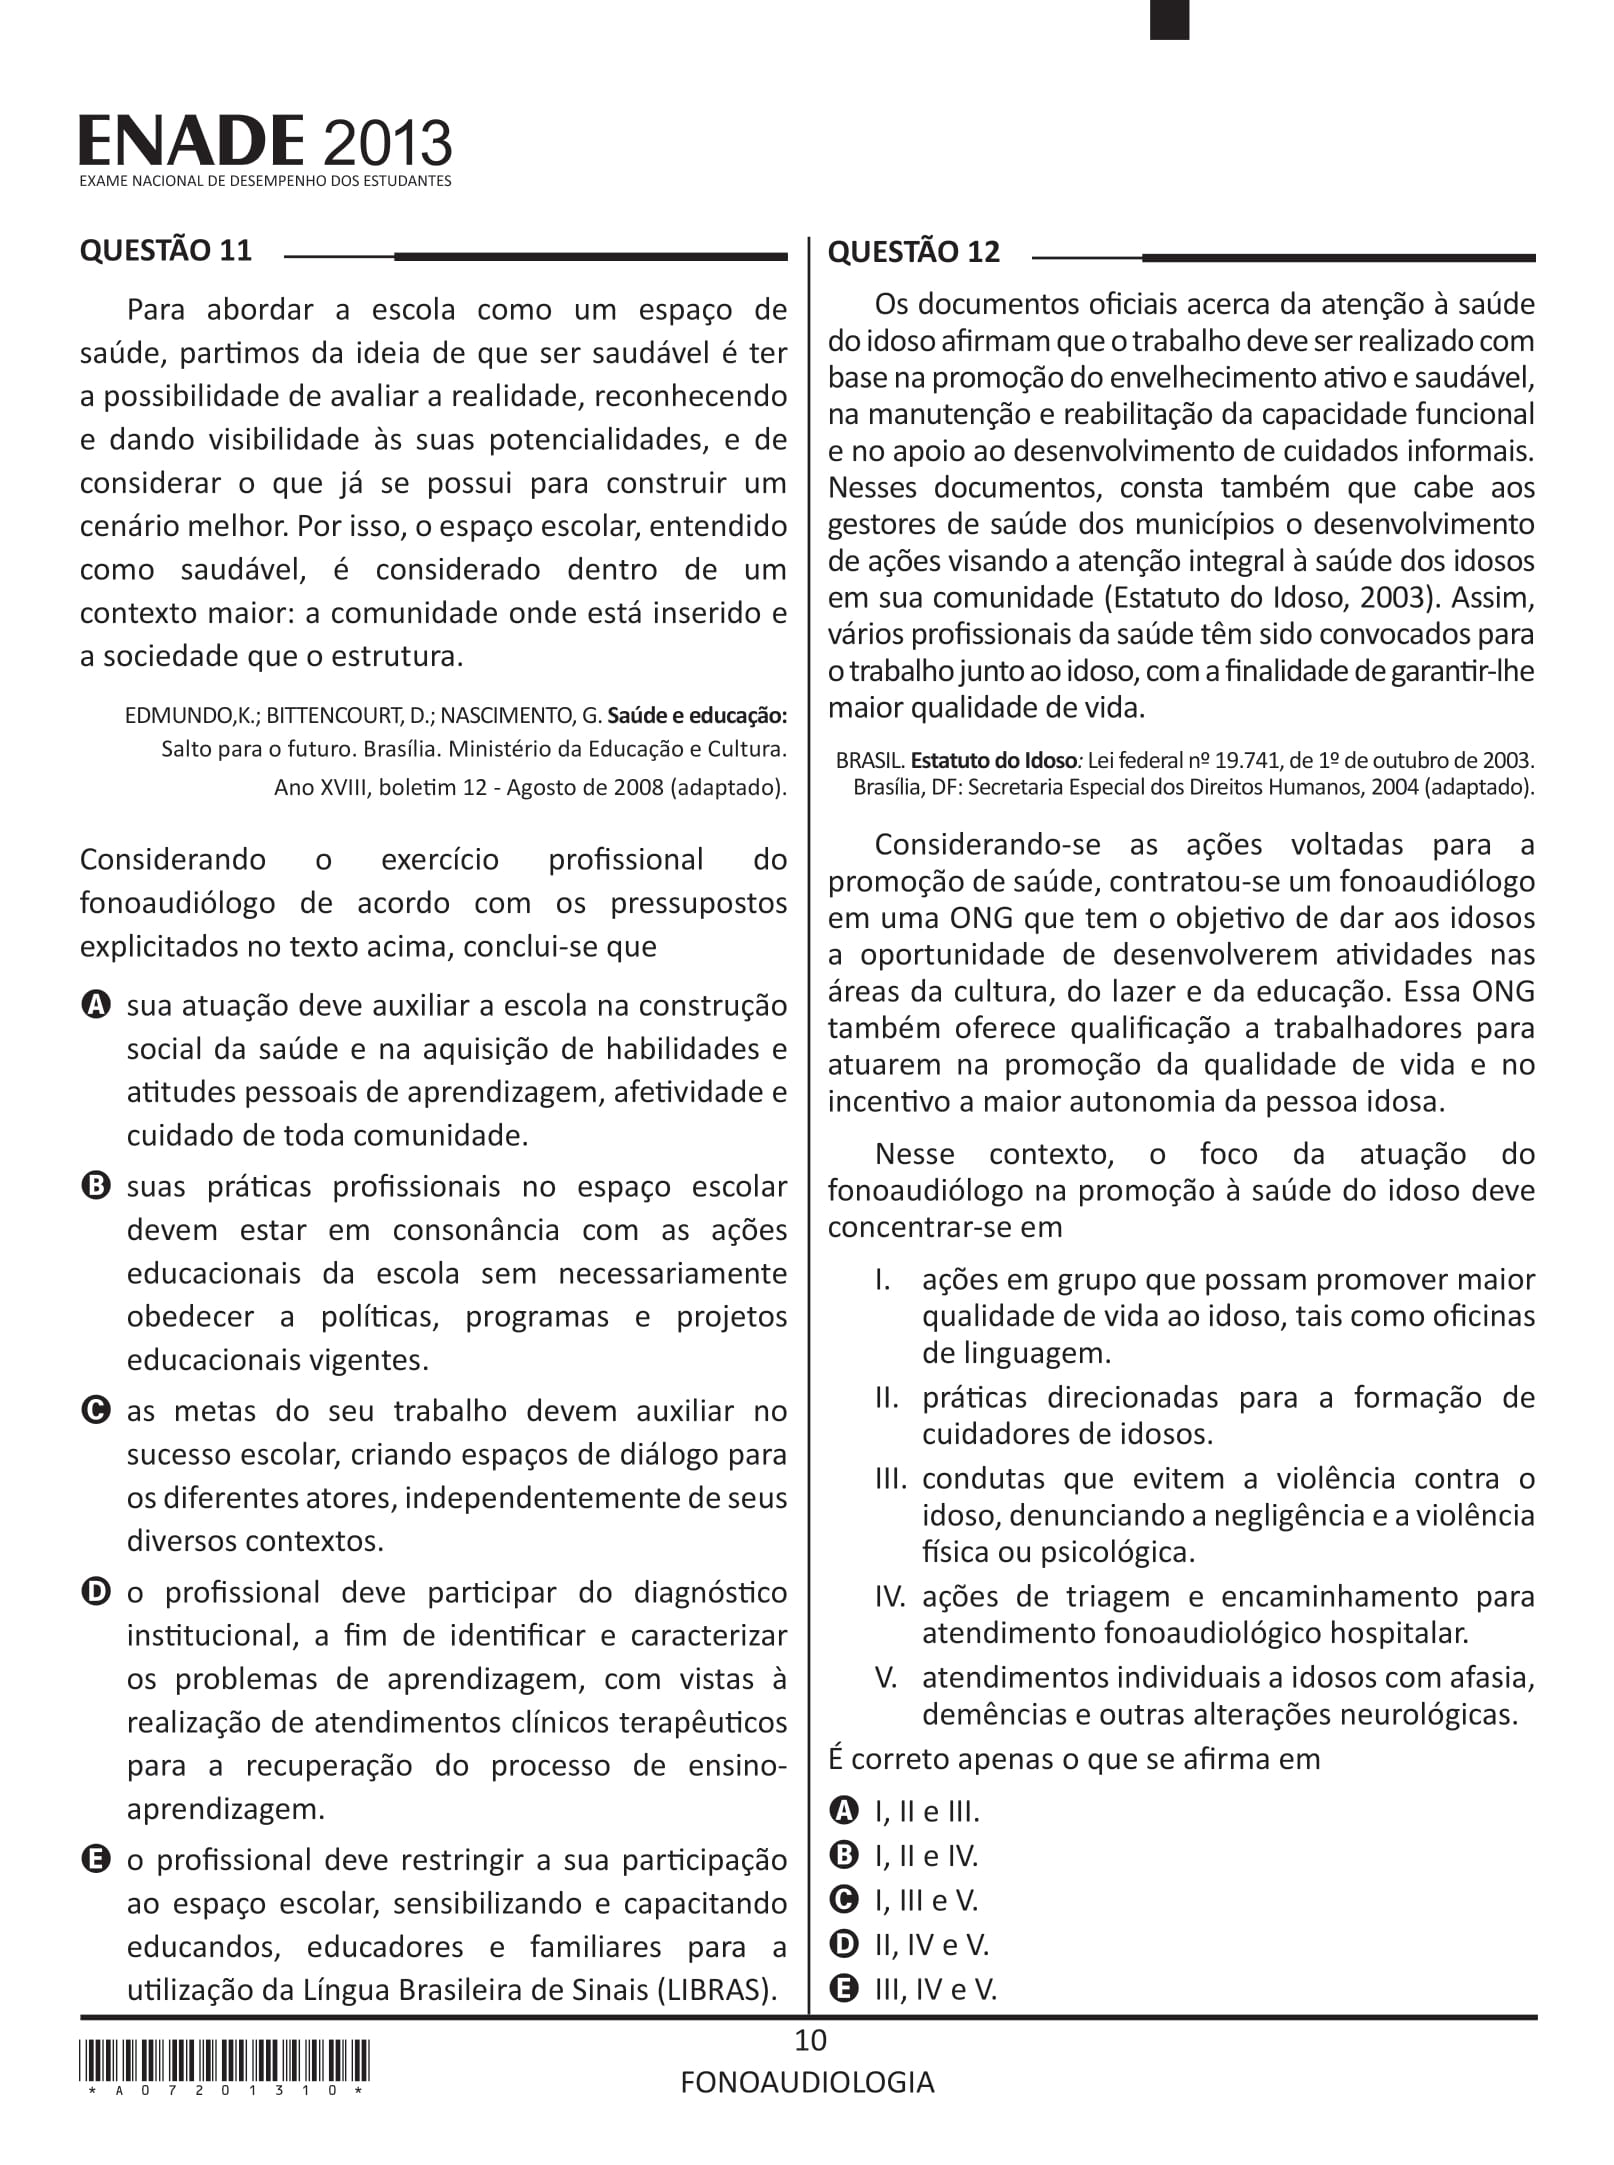 ENADE 2013
EXAME NACIONAL DE DESEMPENHO DOS ESTUDANTES
QUESTÃO 11
Para abordar a escola como um espaço de
saúde, partimos da ideia de que ser saudável é ter
a possibilidade de avaliar a realidade, reconhecendo
e dando visibilidade às suas potencialidades, e de
considerar o que já se possui para construir um
cenário melhor. Por isso, o espaço escolar, entendido
como saudável, é considerado dentro de um
contexto maior: a comunidade onde está inserido e
a sociedade que o estrutura.
EDMUNDO,K.; BITTENCOURT, D.; NASCIMENTO, G. Saúde e educação:
Salto para o futuro. Brasília. Ministério da Educação e Cultura.
Ano XVIII, boletim 12 - Agosto de 2008 (adaptado).
Considerando o exercício profissional do
fonoaudiólogo de acordo com os pressupostos
explicitados no texto acima, conclui-se que
A sua atuação deve auxiliar a escola na construção
social da saúde e na aquisição de habilidades e
atitudes pessoais de aprendizagem, afetividade e
cuidado de toda comunidade.
B suas práticas profissionais no espaço escolar
devem estar em consonância com as ações
educacionais da escola sem necessariamente
obedecer a políticas, programas e projetos
educacionais vigentes.
C as metas do seu trabalho devem auxiliar no
sucesso escolar, criando espaços de diálogo para
os diferentes atores, independentemente de seus
diversos contextos.
D o profissional deve participar do diagnóstico
institucional, a fim de identificar e caracterizar
os problemas de aprendizagem, com vistas à
realização de atendimentos clínicos terapêuticos
para a recuperação do processo de ensino-
aprendizagem.
E o profissional deve restringir a sua participação
ao espaço escolar, sensibilizando e capacitando
educandos, educadores e familiares para a
utilização da Língua Brasileira de Sinais (LIBRAS).
QUESTÃO 12
Os documentos oficiais acerca da atenção à saúde
do idoso afirmam que o trabalho deve ser realizado com
base na promoção do envelhecimento ativo e saudável,
na manutenção e reabilitação da capacidade funcional
e no apoio ao desenvolvimento de cuidados informais.
Nesses documentos, consta também que cabe aos
gestores de saúde dos municípios o desenvolvimento
de ações visando a atenção integral à saúde dos idosos
em sua comunidade (Estatuto do Idoso, 2003). Assim,
vários profissionais da saúde têm sido convocados para
o trabalho junto ao idoso, com a finalidade de garantir-lhe
maior qualidade de vida.
BRASIL. Estatuto do Idoso: Lei federal nº 19.741, de 1º de outubro de 2003.
Brasília, DF: Secretaria Especial dos Direitos Humanos, 2004 (adaptado).
Considerando-se as ações voltadas para a
promoção de saúde, contratou-se um fonoaudiólogo
em uma ONG que tem o objetivo de dar aos idosos
a oportunidade de desenvolverem atividades nas
áreas da cultura, do lazer e da educação. Essa ONG
também oferece qualificação a trabalhadores para
atuarem na promoção da qualidade de vida e no
incentivo a maior autonomia da pessoa idosa.
Nesse contexto, o foco da atuação do
fonoaudiólogo na promoção à saúde do idoso deve
concentrar-se em
I. ações em grupo que possam promover maior
qualidade de vida ao idoso, tais como oficinas
de linguagem.
II. práticas direcionadas para a formação de
cuidadores de idosos.
III. condutas que evitem a violência contra o
idoso, denunciando a negligência e a violência
física ou psicológica.
IV. ações de triagem e encaminhamento para
atendimento fonoaudiológico hospitalar.
V. atendimentos individuais a idosos com afasia,
demências e outras alterações neurológicas.
É correto apenas o que se afirma em
A I, II e III.
B I, II e IV.
C I, III e V.
D II, IV e V.
E III, IV e V.
*A07201310*
10
FONOAUDIOLOGIA